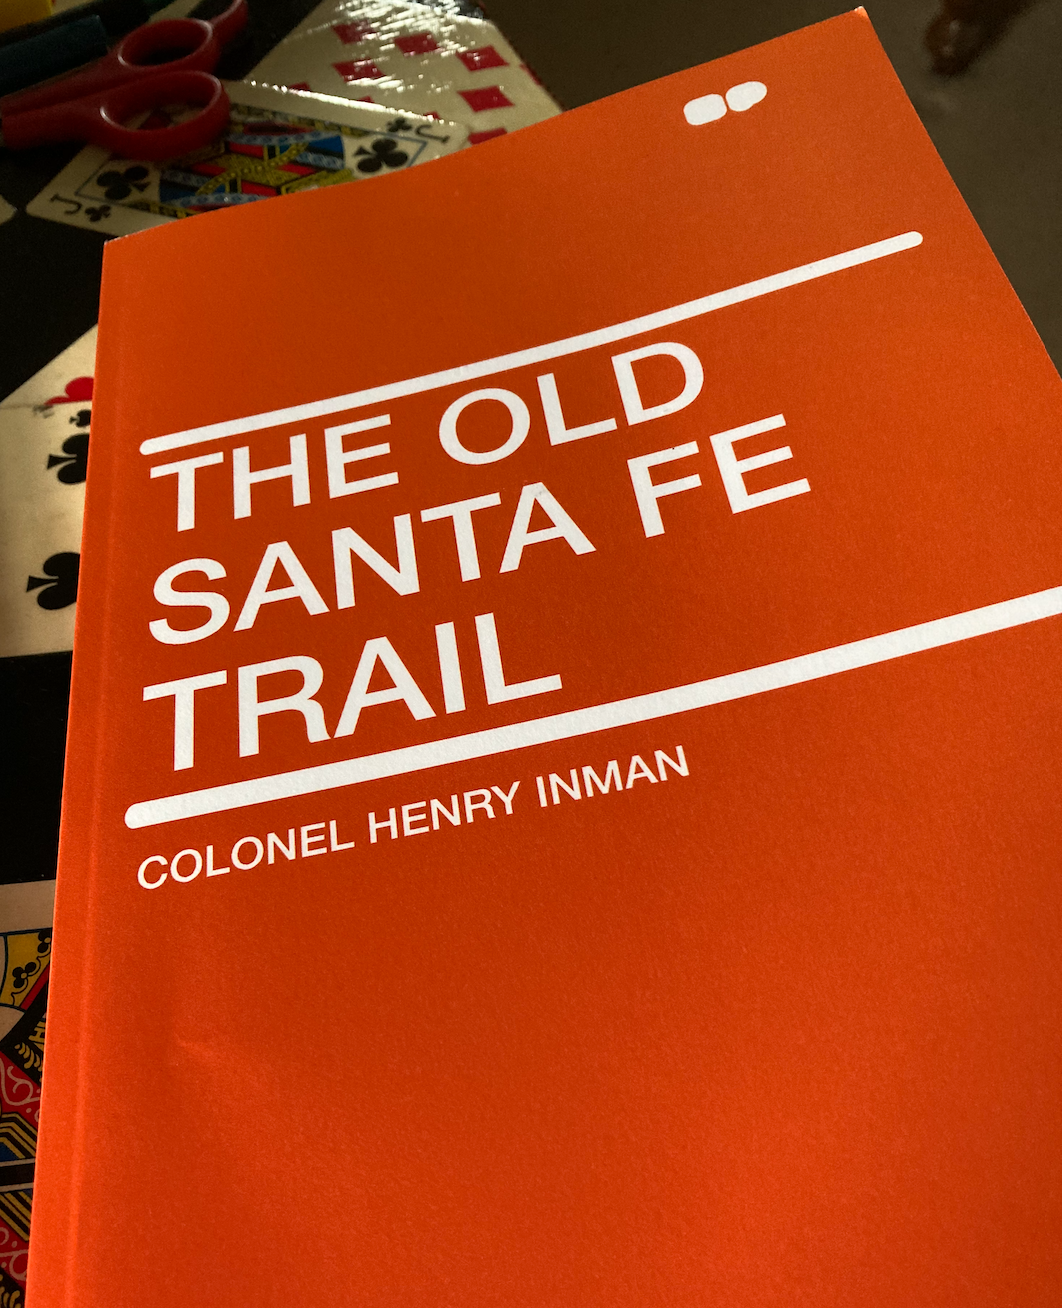 THE OLD
SANTA FE
TRAIL
COLONEL HENRY INMAN
J
J